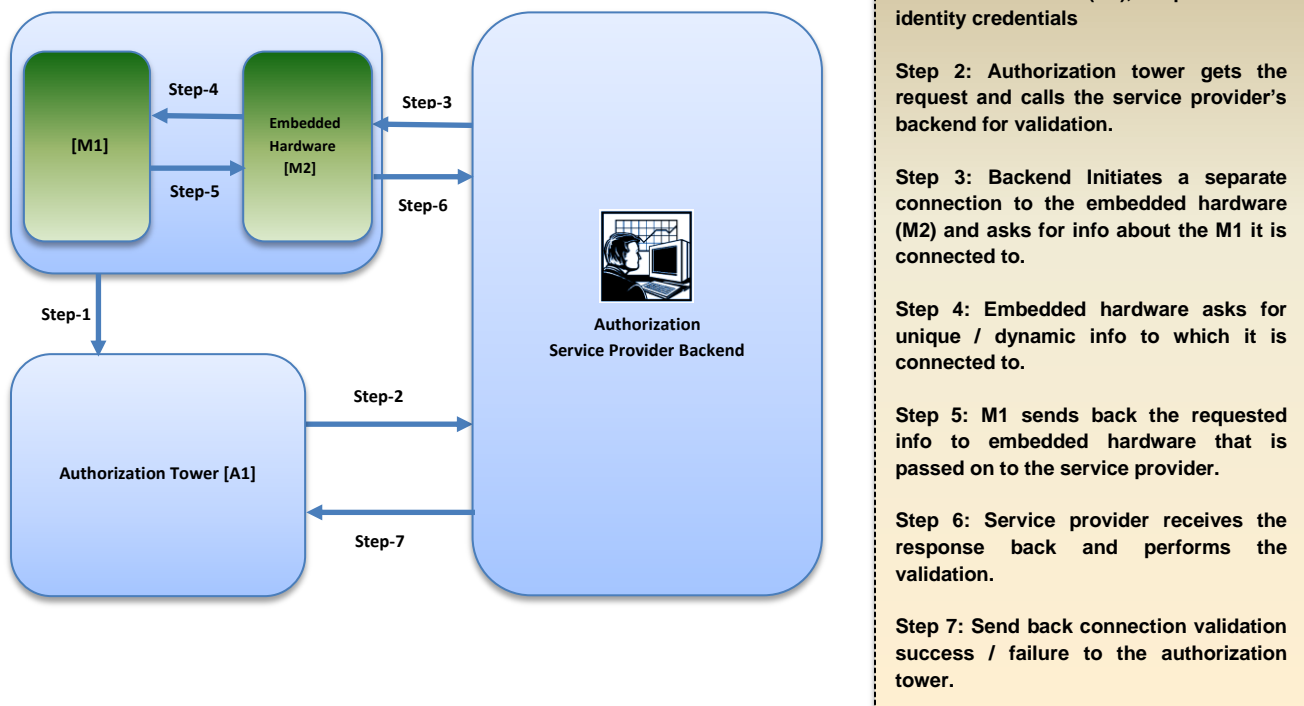 Step-4
Step-3
Embedded
Hardware
[M2]
[M1]
Step-5
Step-6
Step-1
Authorization
Service Provider Backend
Step-2
Authorization Tower [A1]
Step-7
identity credentials
Step 2: Authorization tower gets the
request and calls the service provider’s
backend for validation.
Step 3: Backend Initiates a separate
connection to the embedded hardware
(M2) and asks for info about the M1 it is
connected to.
Step 4: Embedded hardware asks for
unique / dynamic info to which it is
connected to.
Step 5: M1 sends back the requested
info to embedded hardware that is
passed on to the service provider.
Step 6: Service provider receives the
response back and performs the
validation.
Step 7: Send back connection validation
success / failure to the authorization
tower.